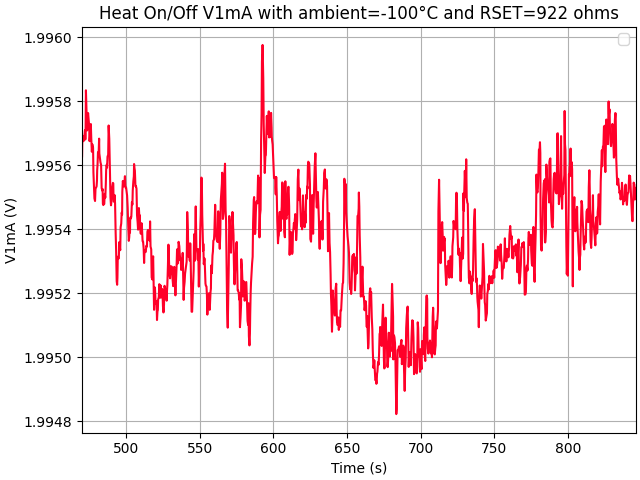 Heat On/Off V1mA with ambient=-100°C and RSET=922 ohms
1.9960
1.9958
1.9956
1.9954
1.9952
1.9950
1.9948
V1mA (V)
500 550 600 650 700 750 800
Time (s)